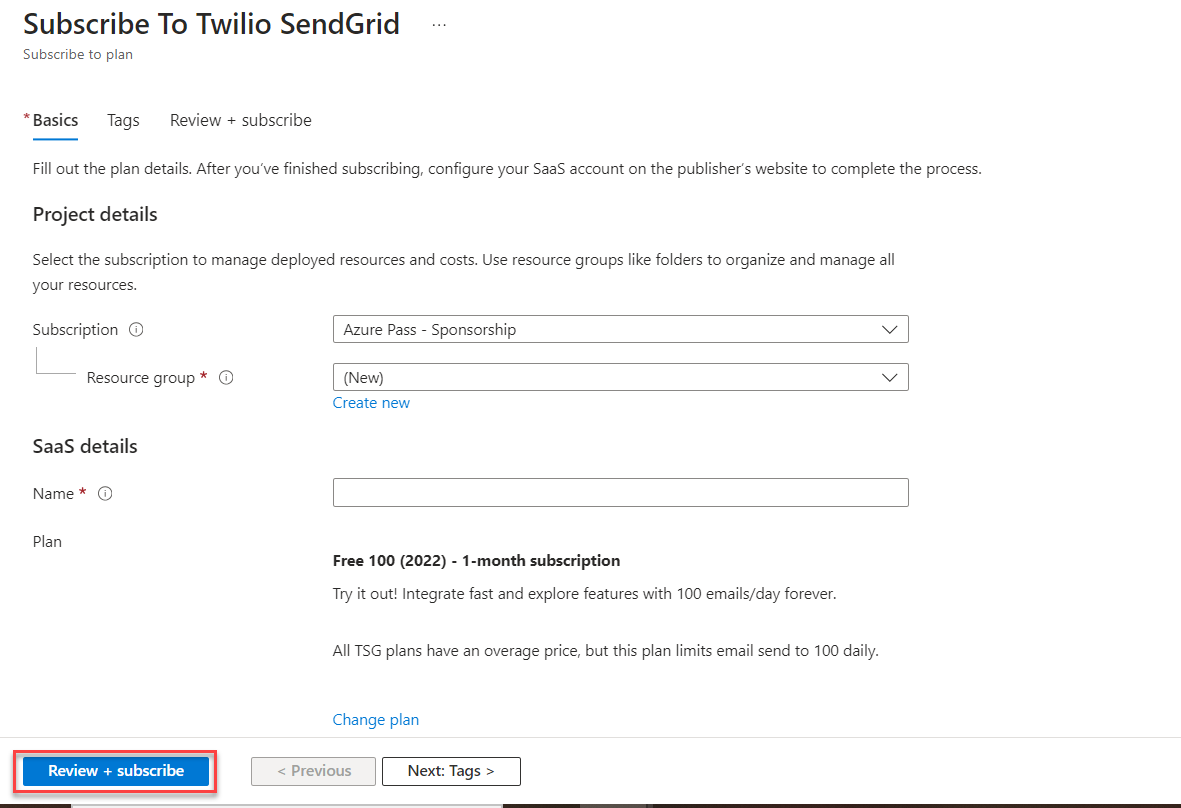 Subscribe To Twilio SendGrid ...
Subscribe to plan
* Basics Tags Review + subscribe
Fill out the plan details. After you’ve finished subscribing, configure your SaaS account on the publisher’s website to complete the process.
Project details
Select the subscription to manage deployed resources and costs. Use resource groups like folders to organize and manage all
your resources.
Subscription Azure Pass - Sponsorship
Resource group * (New)
Create new
SaaS details
Name *
Plan
Free 100 (2022) - 1-month subscription
Try it out! Integrate fast and explore features with 100 emails/day forever.
All TSG plans have an overage price, but this plan limits email send to 100 daily.
Change plan
Review + subscribe < Previous Next: Tags >